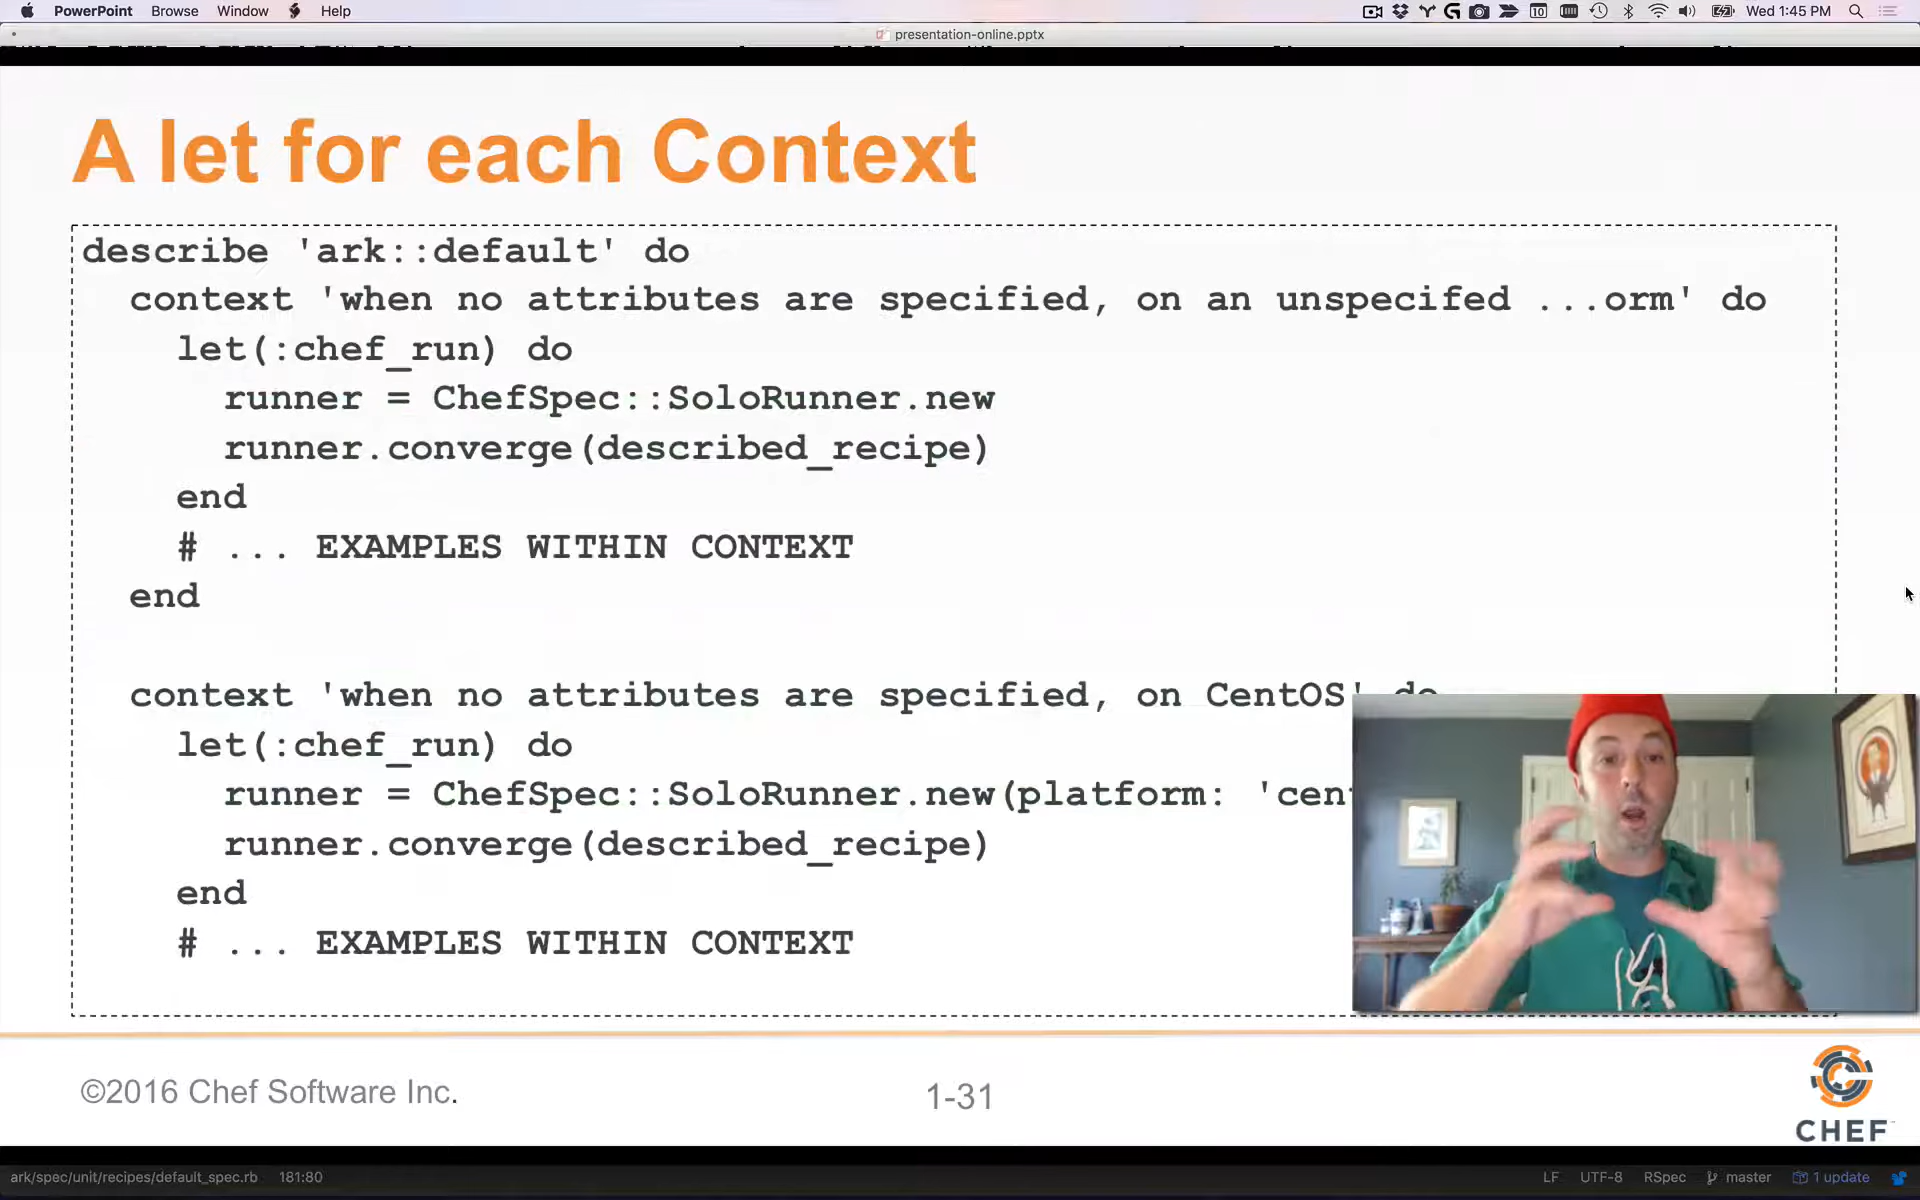 PowerPoint Browse Window Help
10
Wed 1:45 PM
presentation-online.pptx
A let for each Context
describe 'ark::default' do
context 'when no attributes are specified, on an unspecifed ...orm' do
let(:chef_run) do
runner = ChefSpec::SoloRunner.new
runner.converge(described_recipe)
end
# ... EXAMPLES WITHIN CONTEXT
end
context 'when no attributes are specified, on CentOS' do
let(:chef_run) do
runner = ChefSpec::SoloRunner.new(platform: 'cen
runner.converge(described_recipe)
end
# ... EXAMPLES WITHIN CONTEXT
©2016 Chef Software Inc.
1-31
CHEF
ark/spec/unit/recipes/default_spec.rb 181:80
LF UTF-8 RSpec master 1 update